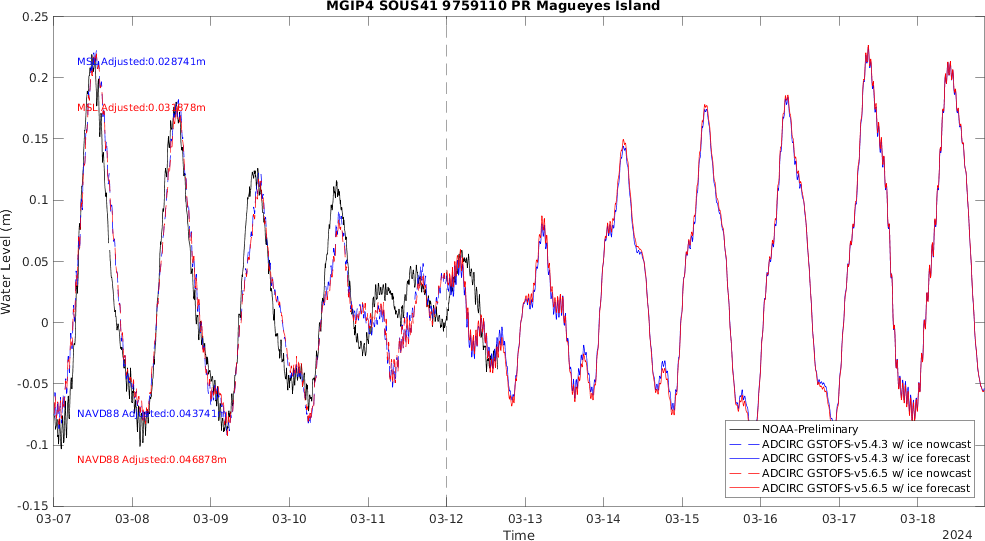 MGIP4 SOUS41 9759110 PR Magueyes Island
0.25
0.2
0.15
0.1
0.05
0
-0.05
-0.1
-0.15
Water Level (m)
MSL Adjusted:0.028741m
MSL Adjusted:0.031878m
NAVD88 Adjusted:0.043741m
NAVD88 Adjusted:0.046878m
NOAA-Preliminary
ADCIRC GSTOFS-v5.4.3 w/ ice nowcast
ADCIRC GSTOFS-v5.4.3 w/ ice forecast
ADCIRC GSTOFS-v5.6.5 w/ ice nowcast
ADCIRC GSTOFS-v5.6.5 w/ ice forecast
03-07 03-08 03-09 03-10 03-11 03-12 03-13 03-14 03-15 03-16 03-17 03-18
Time
2024